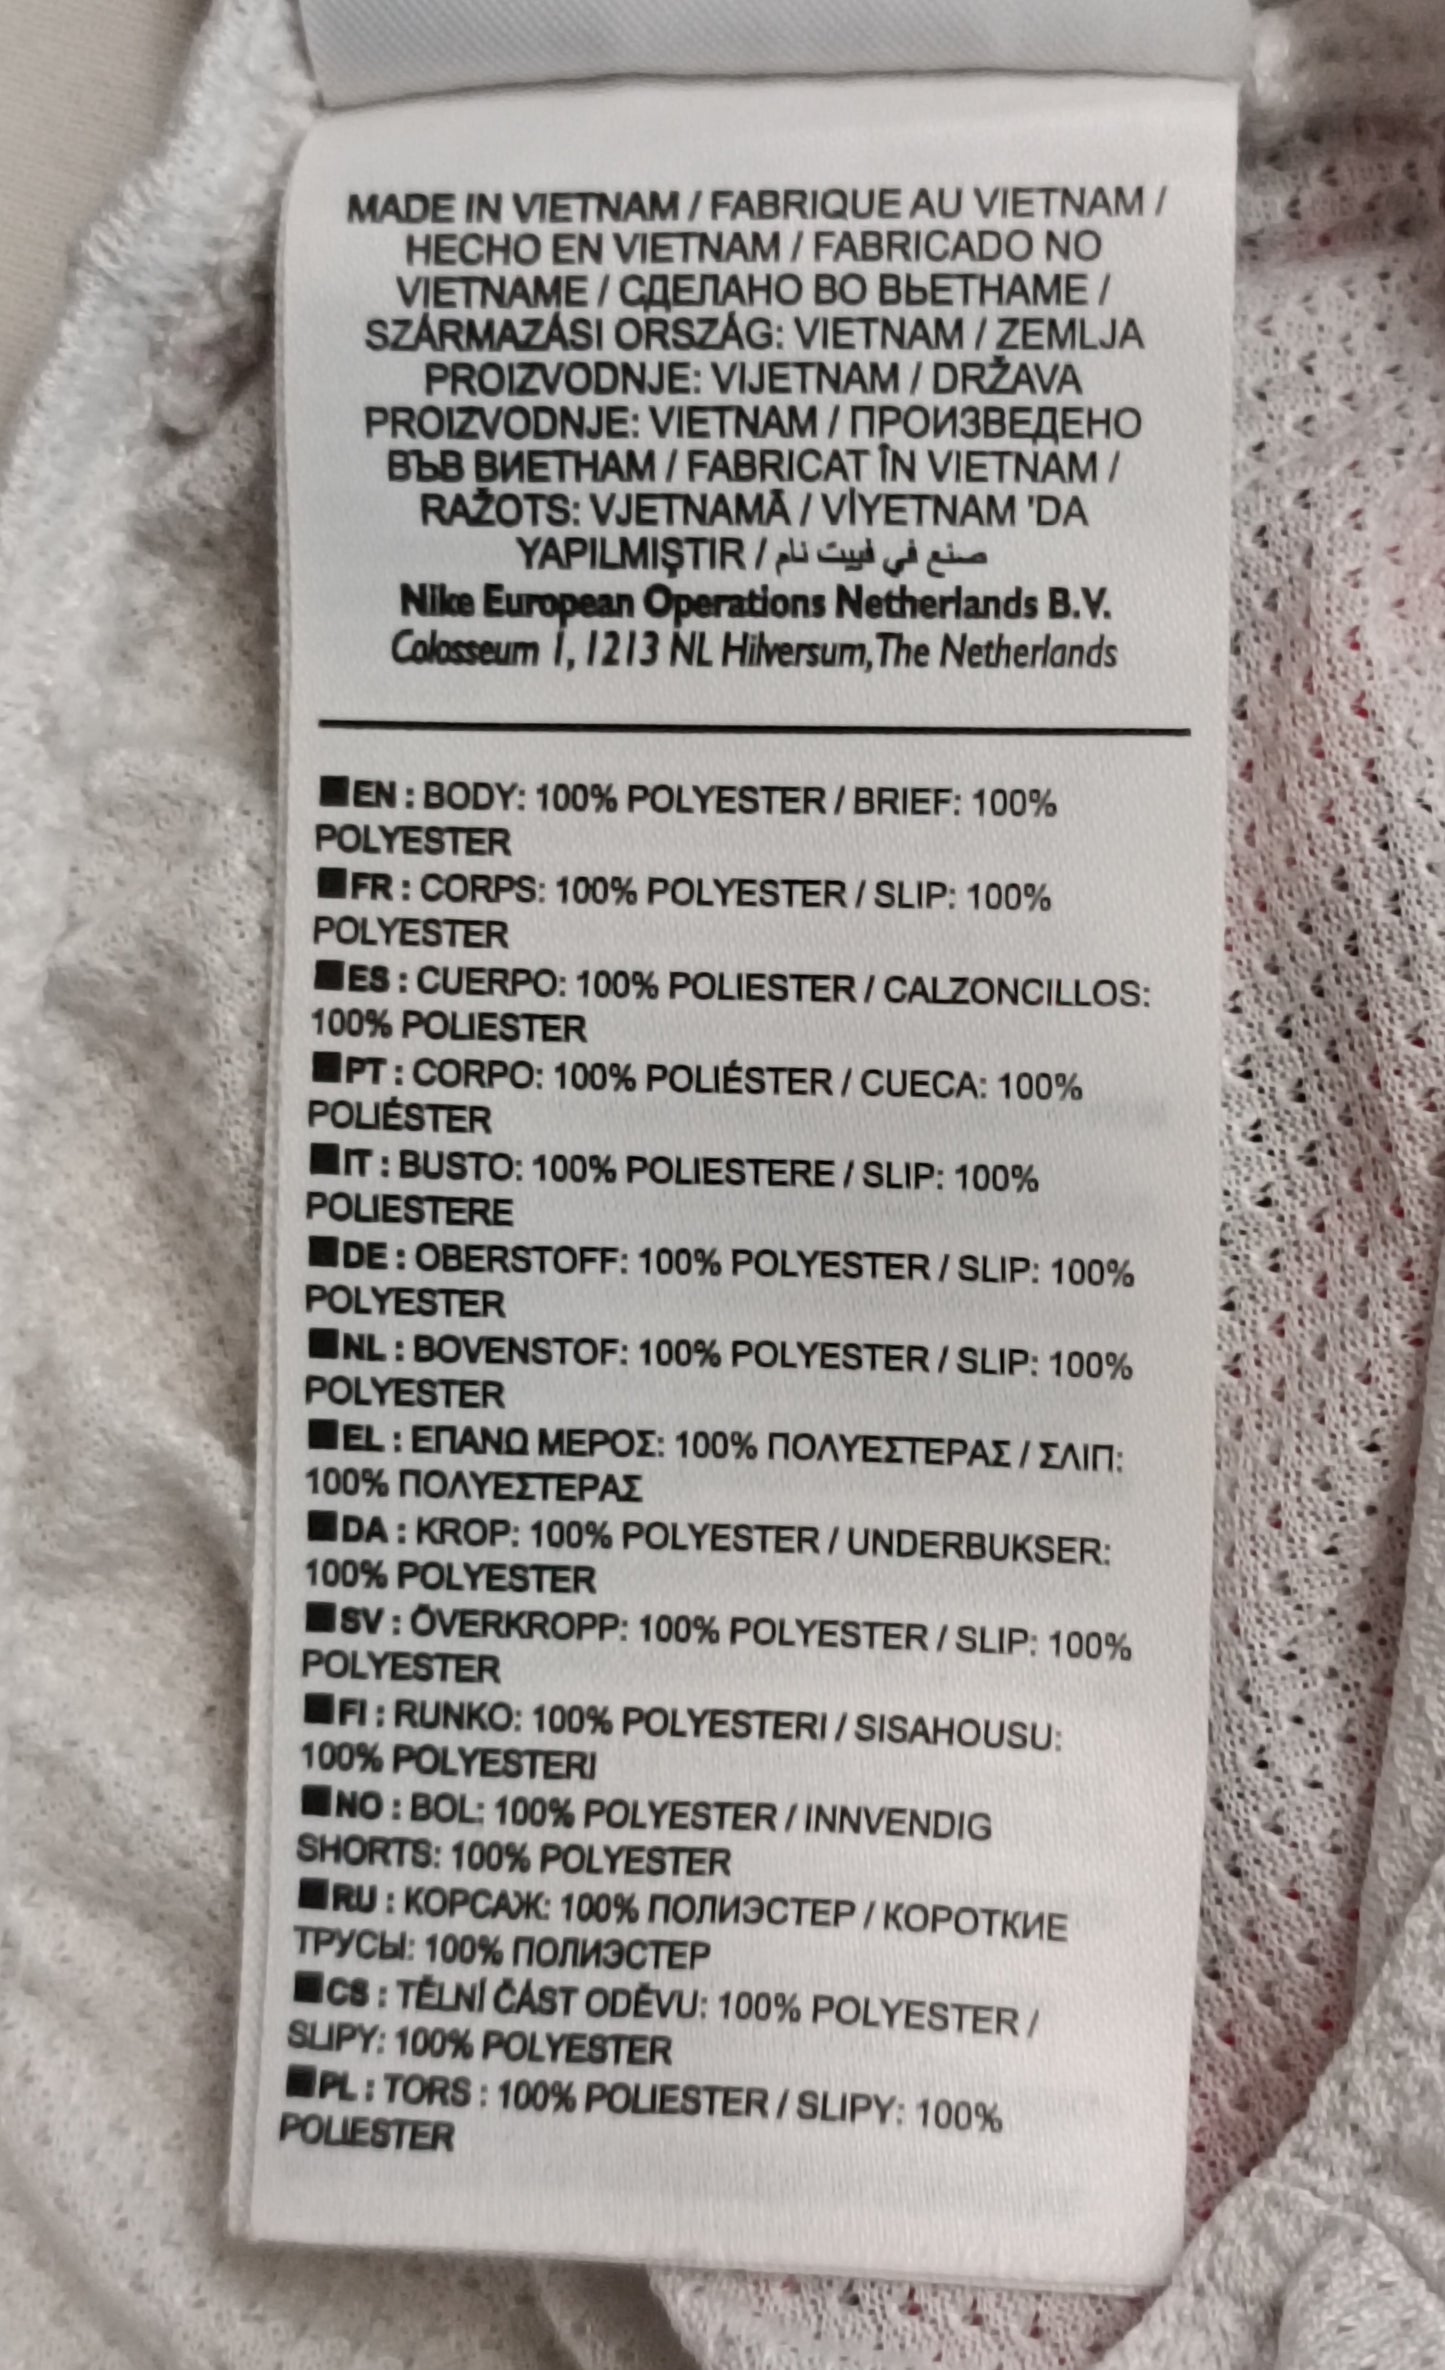 MADE IN VIETNAM / FABRIQUE AU VIETNAM /
HECHO EN VIETNAM / FABRICADO NO
VIETNAME / СДЕЛАНО ВО ВЬЕТНАМЕ /
SZÁRMAZÁSI ORSZÁG: VIETNAM / ZEMLJA
PROIZVODNJE: VIJETNAM / DRŽAVA
PROIZVODNJE: VIETNAM / ПРОИЗВЕДЕНО
ВЪВ ВИЕТНАМ / FABRICAT ÎN VIETNAM /
RAŽOTS: VJETNAMĀ / VİYETNAM 'DA
YAPILMIŞTIR / صنع في فييت نام
Nike European Operations Netherlands B.V.
Colosseum 1, 1213 NL Hilversum, The Netherlands
EN : BODY: 100% POLYESTER / BRIEF: 100%
POLYESTER
FR : CORPS: 100% POLYESTER / SLIP: 100%
POLYESTER
ES : CUERPO: 100% POLIESTER / CALZONCILLOS:
100% POLIESTER
PT : CORPO: 100% POLIÉSTER / CUECA: 100%
POLIÉSTER
IT : BUSTO: 100% POLIESTERE / SLIP: 100%
POLIESTERE
DE : OBERSTOFF: 100% POLYESTER / SLIP: 100%
POLYESTER
NL : BOVENSTOF: 100% POLYESTER / SLIP: 100%
POLYESTER
EL : ΕΠΑΝΩ ΜΕΡΟΣ: 100% ΠΟΛΥΕΣΤΕΡΑΣ / ΣΛΙΠ:
100% ΠΟΛΥΕΣΤΕΡΑΣ
DA : KROP: 100% POLYESTER / UNDERBUKSER:
100% POLYESTER
SV : ÖVERKROPP: 100% POLYESTER / SLIP: 100%
POLYESTER
FI : RUNKO: 100% POLYESTERI / SISAHOUSU:
100% POLYESTERI
NO : BOL: 100% POLYESTER / INNVENDIG
SHORTS: 100% POLYESTER
RU : КОРСАЖ: 100% ПОЛИЭСТЕР / КОРОТКИЕ
ТРУСЫ: 100% ПОЛИЭСТЕР
CS : TĚLNÍ ČÁST ODĚVU: 100% POLYESTER /
SLIPY: 100% POLYESTER
PL : TORS : 100% POLIESTER / SLIPY: 100%
POLIESTER